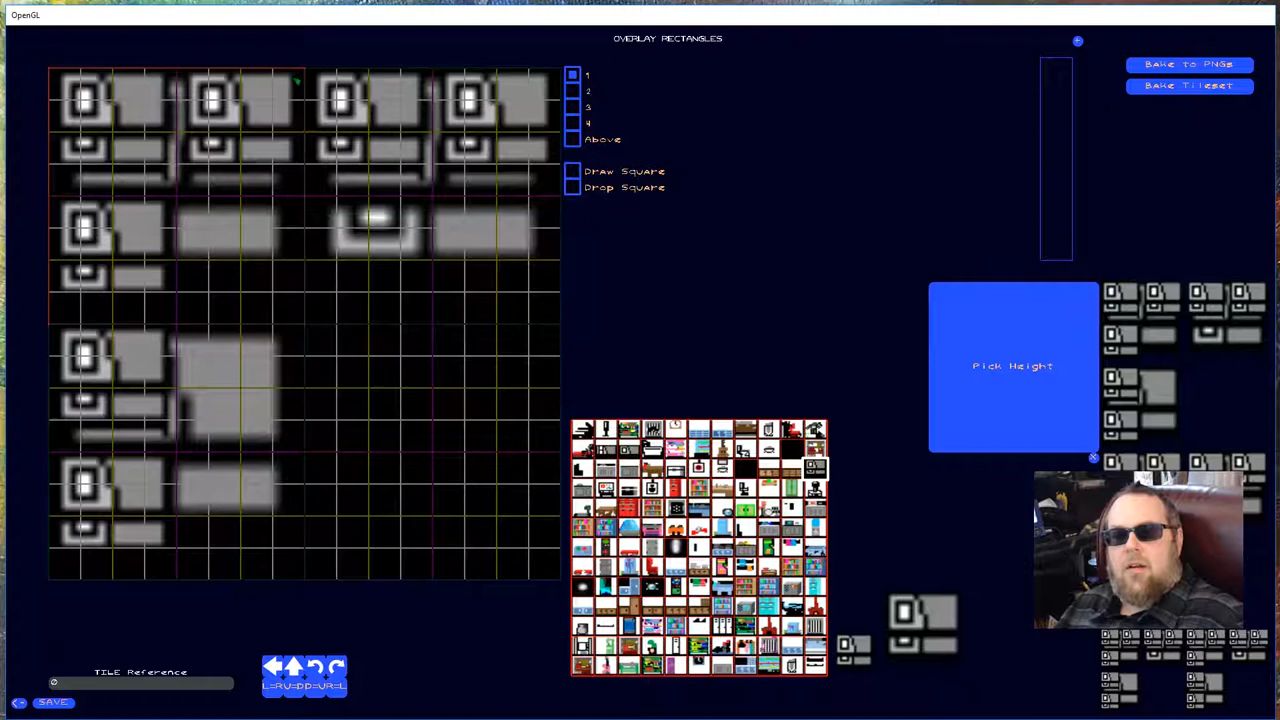 OpenGL
OVERLAY RECTANGLES
1
2
3
4
Above
Draw Square
Drop Square
Bake to PNGs
Bake Tileset
Pick Height
TILE Reference
0
<- SAVE